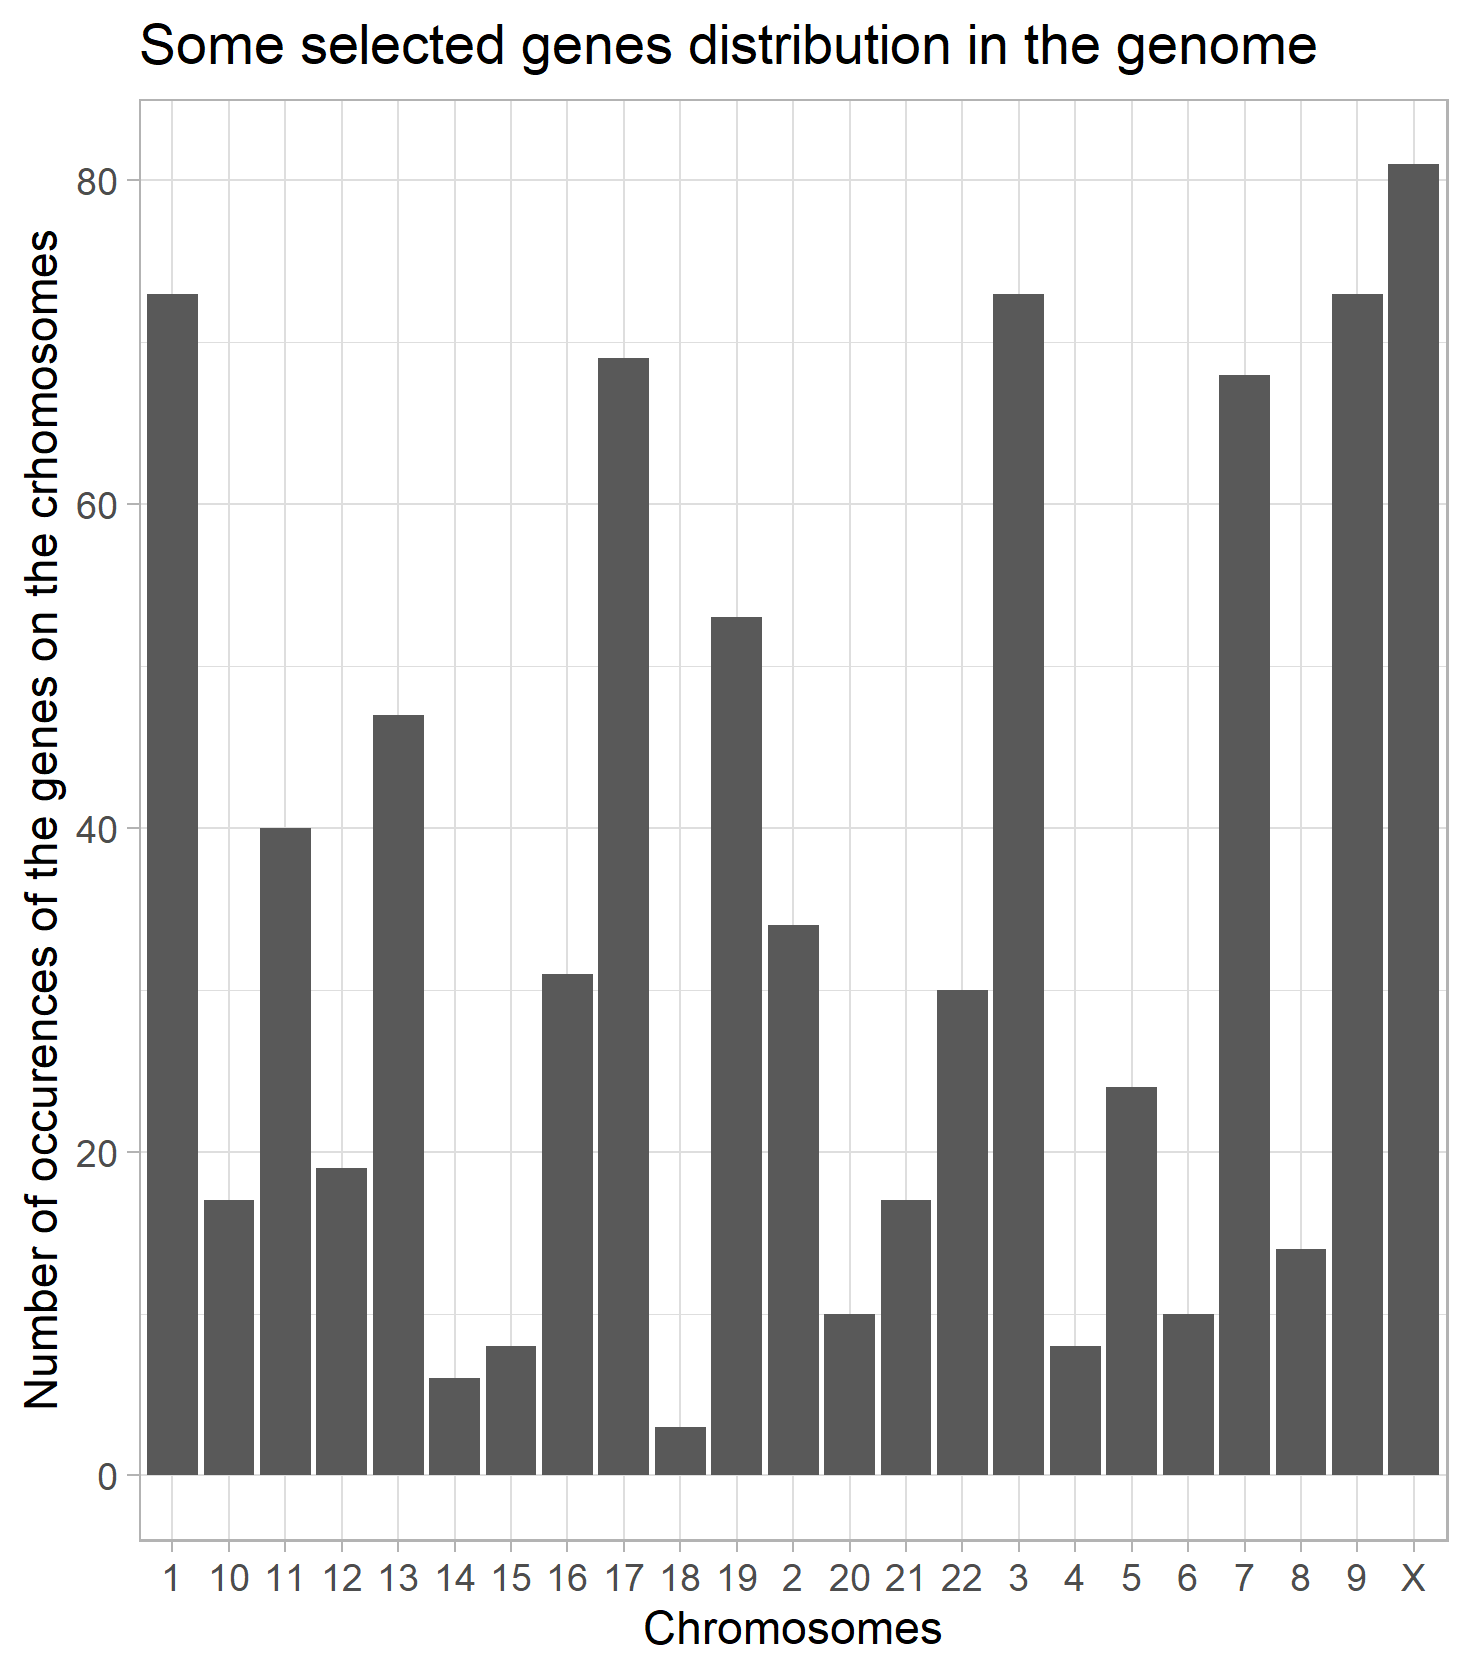 Some selected genes distribution in the genome
Number of occurences of the genes on the crhomosomes
80
60
40
20
0
1 10 11 12 13 14 15 16 17 18 19 2 20 21 22 3 4 5 6 7 8 9 X
Chromosomes